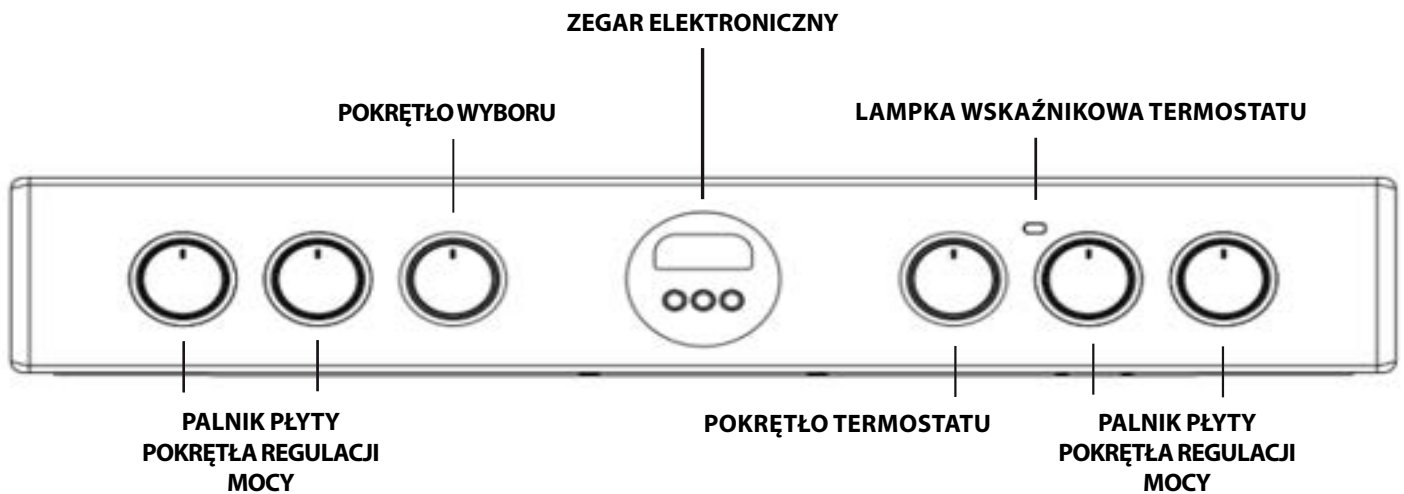 ZEGAR ELEKTRONICZNY
POKRĘTŁO WYBORU
LAMPKA WSKAŹNIKOWA TERMOSTATU
PALNIK PŁYTY
POKRĘTŁA REGULACJI
MOCY
POKRĘTŁO TERMOSTATU
PALNIK PŁYTY
POKRĘTŁA REGULACJI
MOCY